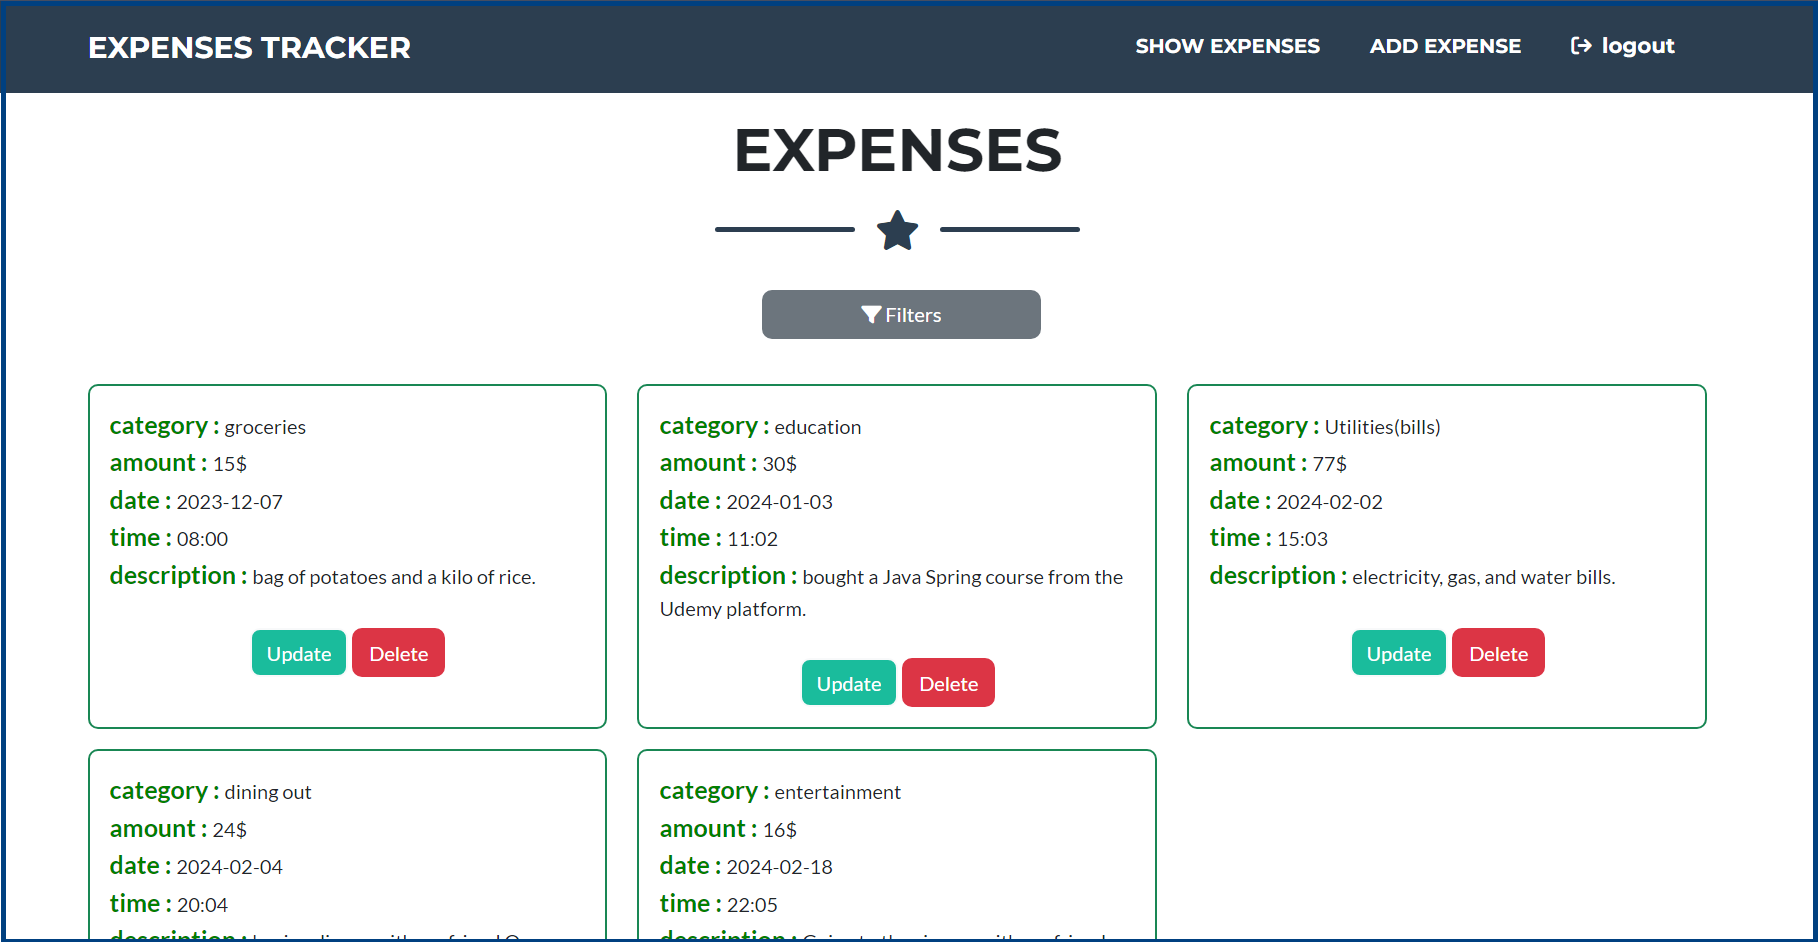 EXPENSES TRACKER
SHOW EXPENSES
ADD EXPENSE
logout
EXPENSES
Filters
category : groceries
amount : 15$
date : 2023-12-07
time : 08:00
description : bag of potatoes and a kilo of rice.
Update Delete
category : education
amount : 30$
date : 2024-01-03
time : 11:02
description : bought a Java Spring course from the
Udemy platform.
Update Delete
category : Utilities(bills)
amount : 77$
date : 2024-02-02
time : 15:03
description : electricity, gas, and water bills.
Update Delete
category : dining out
amount : 24$
date : 2024-02-04
time : 20:04
description :
category : entertainment
amount : 16$
date : 2024-02-18
time : 22:05
description :